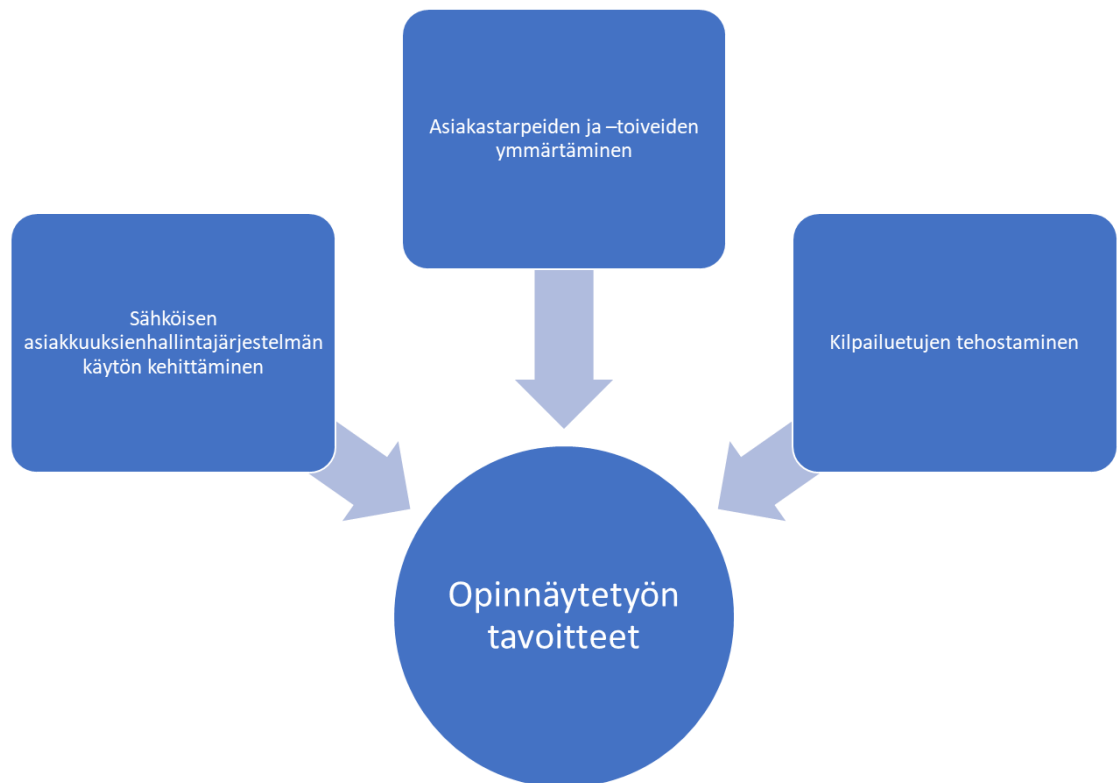 Asiakastarpeiden ja –toiveiden
ymmärtäminen
Sähköisen
asiakkuuksienhallintajärjestelmän
käytön kehittäminen
Kilpailuetujen tehostaminen
Opinnäytetyön
tavoitteet